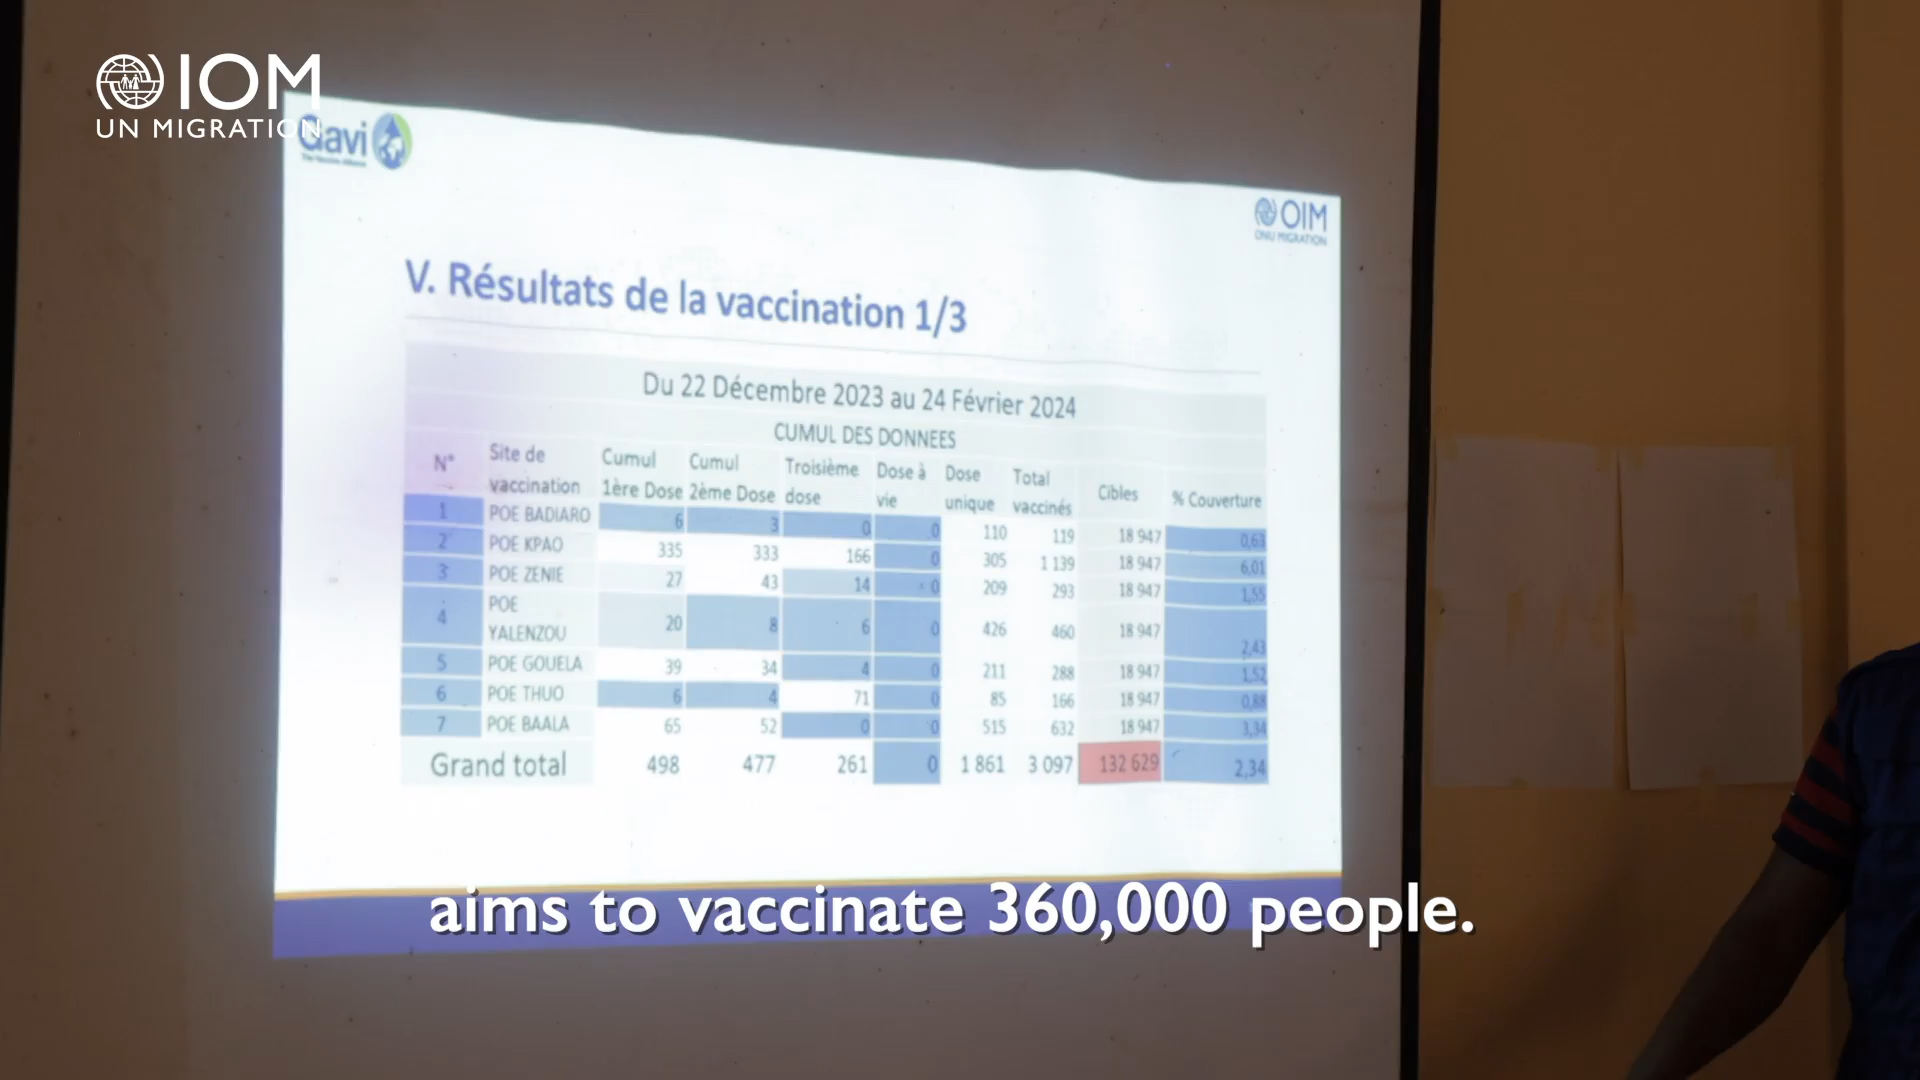 IOM
UN MIGRATION
Gavi
OIM
ONU MIGRATION
V. Résultats de la vaccination 1/3
Du 22 Décembre 2023 au 24 Février 2024
CUMUL DES DONNEES
N° Site de vaccination Cumul 1ère Dose Cumul 2ème Dose Troisième dose Dose à vie Dose unique Total vaccinés Cibles % Couverture
1 POE BADIARO 6 3 0 0 110 119 18 947 0,63
2 POE KPAO 335 333 166 0 305 1 139 18 947 6,01
3 POE ZENIE 27 43 14 0 209 293 18 947 1,55
4 POE YALENZOU 20 8 6 0 426 460 18 947 2,43
5 POE GOUELA 39 34 4 0 211 288 18 947 1,52
6 POE THUO 6 4 71 0 85 166 18 947 0,88
7 POE BAALA 65 52 0 0 515 632 18 947 3,34
Grand total 498 477 261 0 1 861 3 097 132 629 2,34
aims to vaccinate 360,000 people.